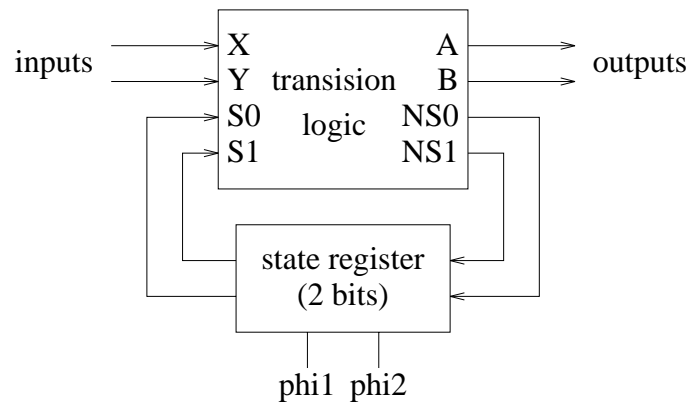 inputs
X
Y
S0
S1
transision
logic
A
B
NS0
NS1
outputs
state register
(2 bits)
phi1 phi2